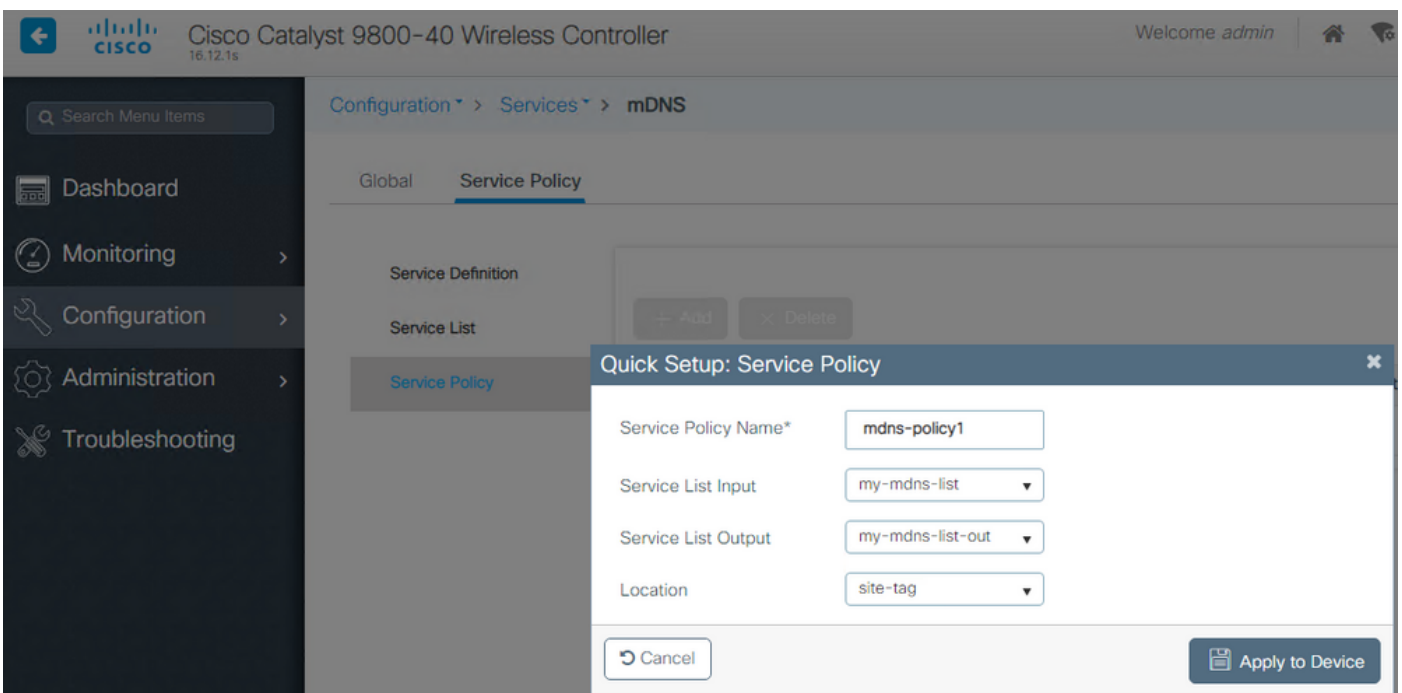 CISCO
Cisco Catalyst 9800-40 Wireless Controller
16.12.1s
Welcome admin
Search Menu Items
Configuration > Services > mDNS
Dashboard
Monitoring
Configuration
Administration
Troubleshooting
Global Service Policy
Service Definition
Service List
Service Policy
+ Add × Delete
Quick Setup: Service Policy
Service Policy Name* mdns-policy1
Service List Input my-mdns-list
Service List Output my-mdns-list-out
Location site-tag
Cancel Apply to Device